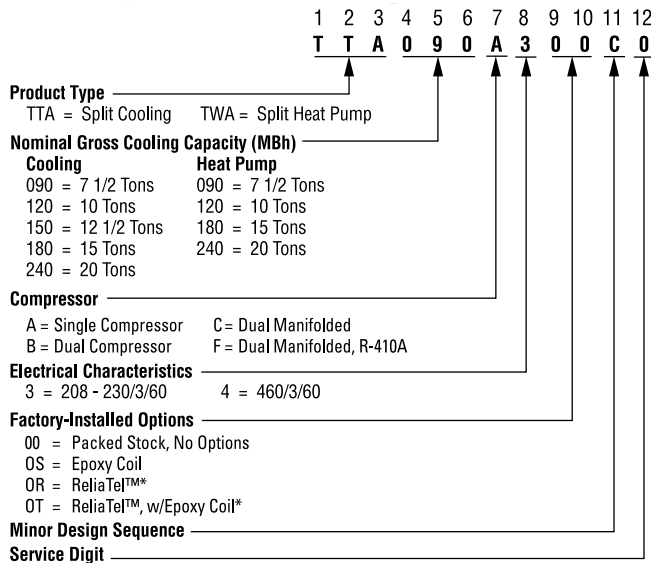 1 2 3 4 5 6 7 8 9 10 11 12
T T A 0 9 0 A 3 0 0 C 0
Product Type
TTA = Split Cooling TWA = Split Heat Pump
Nominal Gross Cooling Capacity (MBh)
Cooling Heat Pump
090 = 7 1/2 Tons 090 = 7 1/2 Tons
120 = 10 Tons 120 = 10 Tons
150 = 12 1/2 Tons 180 = 15 Tons
180 = 15 Tons 240 = 20 Tons
240 = 20 Tons
Compressor
A = Single Compressor C = Dual Manifolded
B = Dual Compressor F = Dual Manifolded, R-410A
Electrical Characteristics
3 = 208 - 230/3/60 4 = 460/3/60
Factory-Installed Options
00 = Packed Stock, No Options
OS = Epoxy Coil
OR = ReliaTel™*
OT = ReliaTel™, w/Epoxy Coil*
Minor Design Sequence
Service Digit